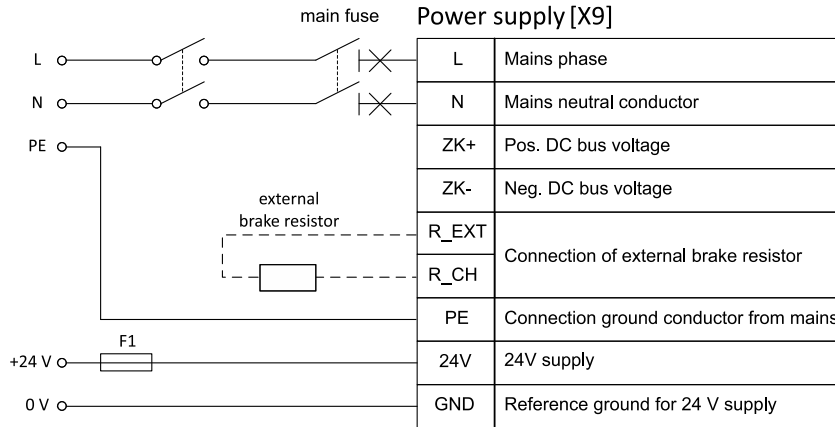 main fuse
Power supply [X9]
L
L
Mains phase
N
N
Mains neutral conductor
PE
ZK+
Pos. DC bus voltage
ZK-
Neg. DC bus voltage
external
brake resistor
R_EXT
Connection of external brake resistor
R_CH
PE
Connection ground conductor from mains
F1
+24 V
24V
24V supply
0 V
GND
Reference ground for 24 V supply